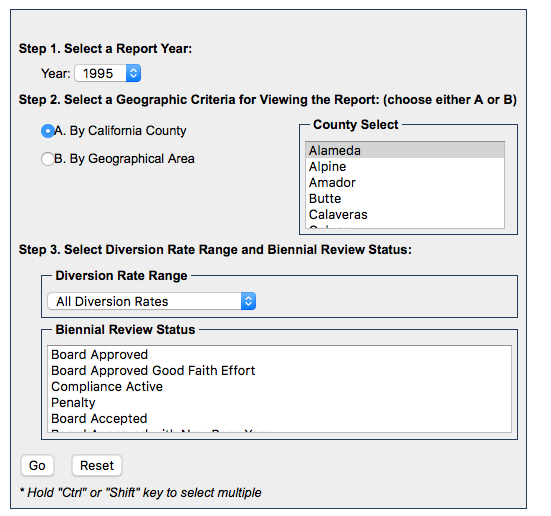 Step 1. Select a Report Year:
Year: 1995
Step 2. Select a Geographic Criteria for Viewing the Report: (choose either A or B)
A. By California County
B. By Geographical Area
County Select
Alameda
Alpine
Amador
Butte
Calaveras
Step 3. Select Diversion Rate Range and Biennial Review Status:
Diversion Rate Range
All Diversion Rates
Biennial Review Status
Board Approved
Board Approved Good Faith Effort
Compliance Active
Penalty
Board Accepted
Go Reset
* Hold "Ctrl" or "Shift" key to select multiple